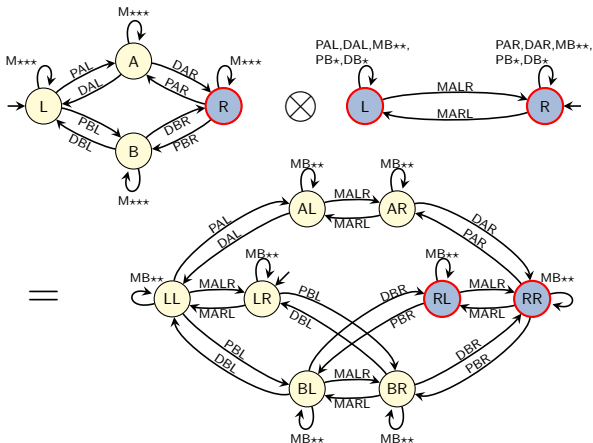 M⋆⋆⋆
M⋆⋆⋆ A M⋆⋆⋆
PAL DAL DAR PAR
L R
PBL DBL DBR PBR
B
M⋆⋆⋆
⊗
PAL,DAL,MB⋆⋆,
PB⋆,DB⋆
PAR,DAR,MB⋆⋆,
PB⋆,DB⋆
MALR
L R
MARL
=
MB⋆⋆ MB⋆⋆
MALR
AL AR
MARL
PAL DAL DAR PAR
MB⋆⋆ MB⋆⋆ MB⋆⋆ MB⋆⋆
MALR PBL DBR MALR
LL LR RL RR
MARL DBL PBR MARL
PBL DBL DBR PBR
MALR
BL BR
MARL
MB⋆⋆ MB⋆⋆